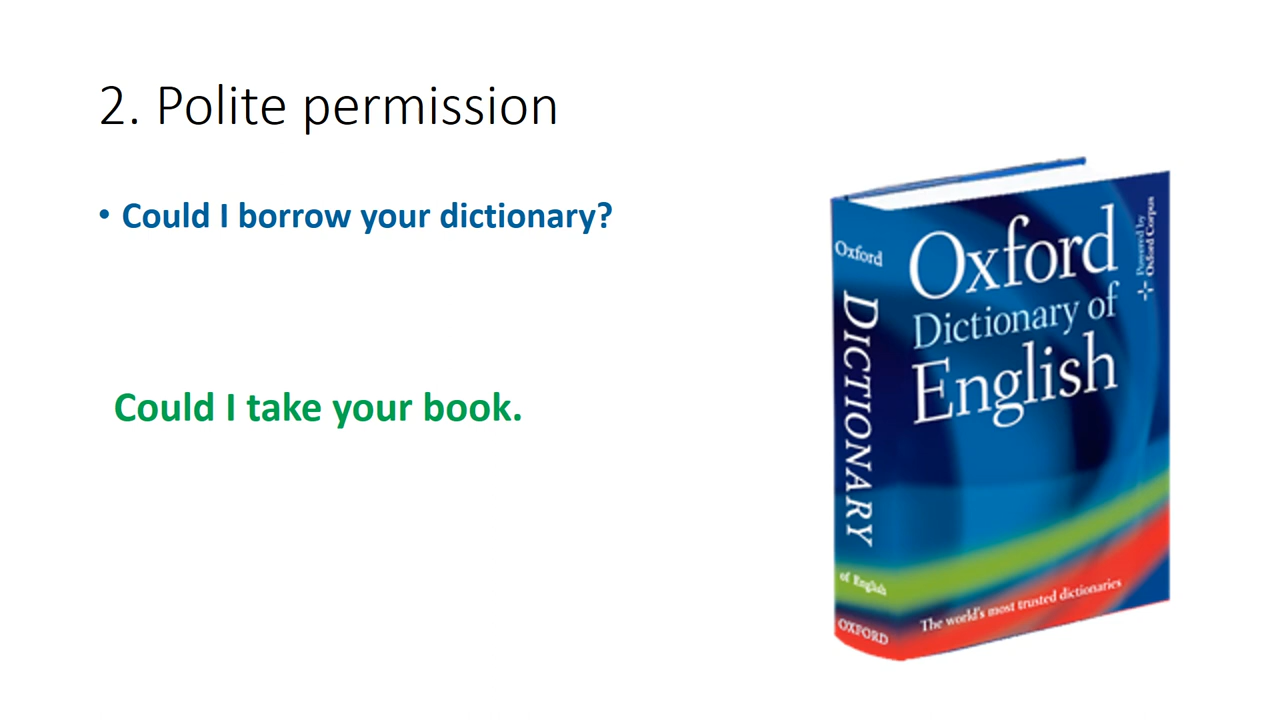 2. Polite permission
• Could I borrow your dictionary?
Could I take your book.
Oxford
DICTIONARY
of English
OXFORD
Oxford
Dictionary of
English
Powered by
Oxford Corpus
The world's most trusted dictionaries